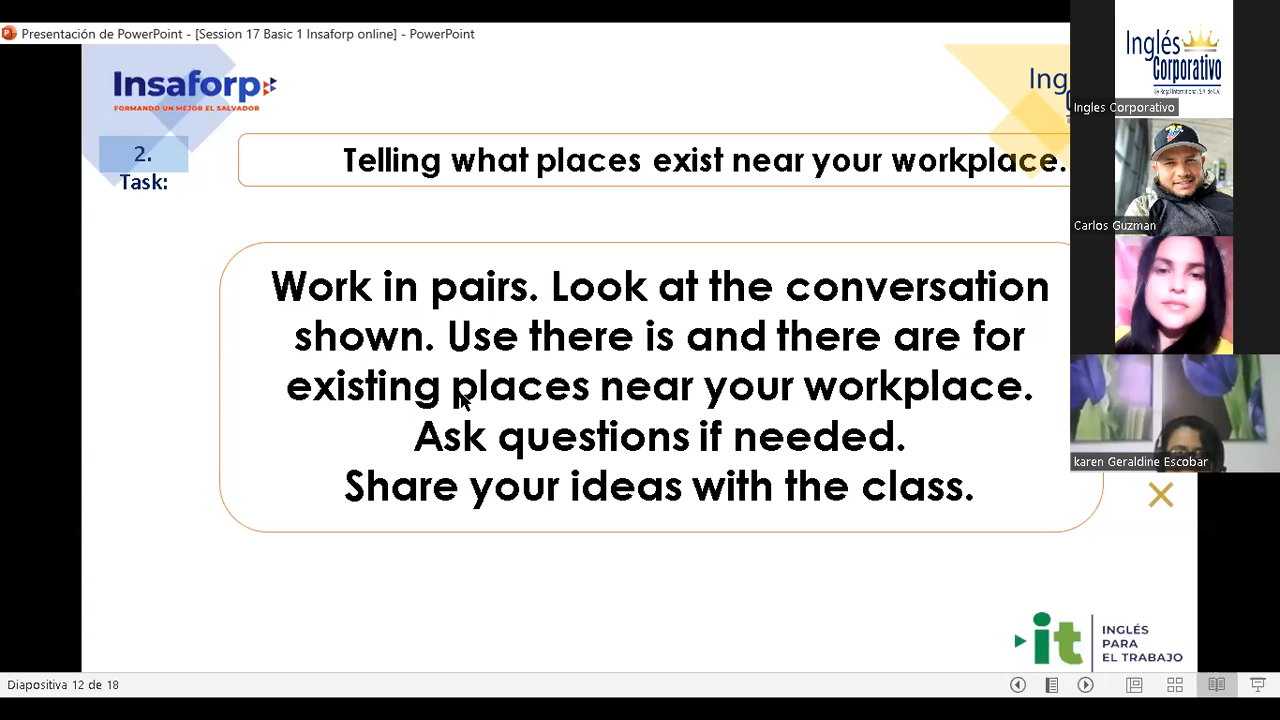 Presentación de PowerPoint - [Session 17 Basic 1 Insaforp online] - PowerPoint
Insaforp
FORMANDO UN MEJOR EL SALVADOR
Ing
Inglés
Corporativo
Ingles Corporativo
2.
Task:
Telling what places exist near your workplace.
Carlos Guzman
Work in pairs. Look at the conversation
shown. Use there is and there are for
existing places near your workplace.
Ask questions if needed.
Share your ideas with the class.
karen Geraldine Escobar
it
INGLÉS
PARA
EL TRABAJO
Diapositiva 12 de 18